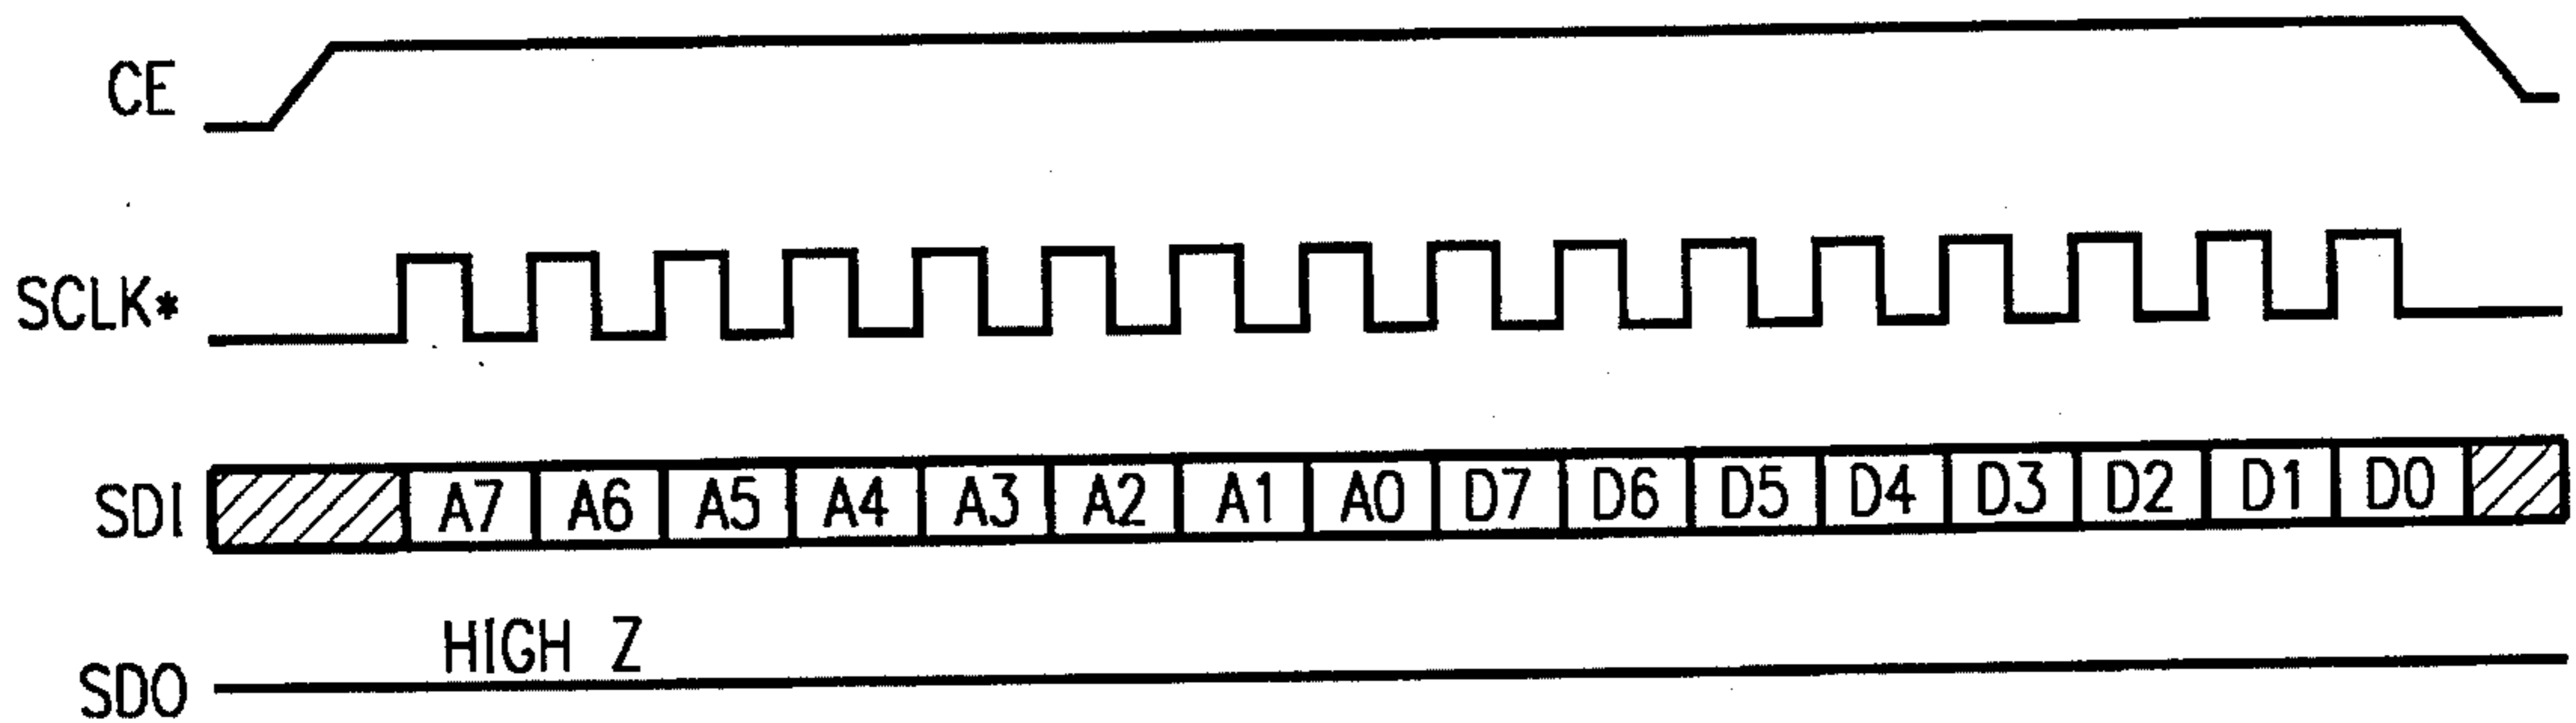 CE
SCLK*
SDI A7 A6 A5 A4 A3 A2 A1 A0 D7 D6 D5 D4 D3 D2 D1 D0
HIGH Z
SDO